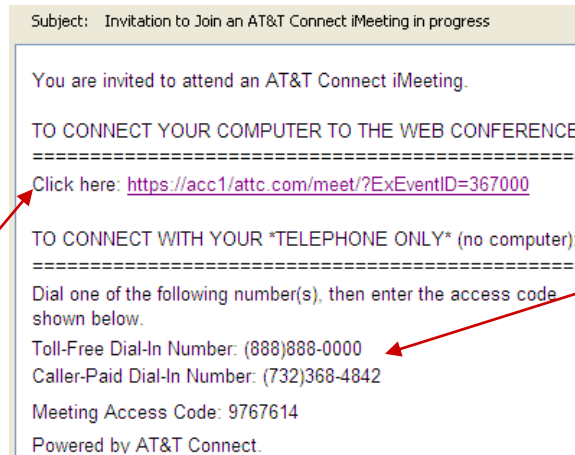 Subject: Invitation to Join an AT&T Connect iMeeting in progress
You are invited to attend an AT&T Connect iMeeting.
TO CONNECT YOUR COMPUTER TO THE WEB CONFERENCE
==================================================
Click here: https://acc1/attc.com/meet/?ExEventID=367000
TO CONNECT WITH YOUR *TELEPHONE ONLY* (no computer):
==================================================
Dial one of the following number(s), then enter the access code
shown below.
Toll-Free Dial-In Number: (888)888-0000
Caller-Paid Dial-In Number: (732)368-4842
Meeting Access Code: 9767614
Powered by AT&T Connect.